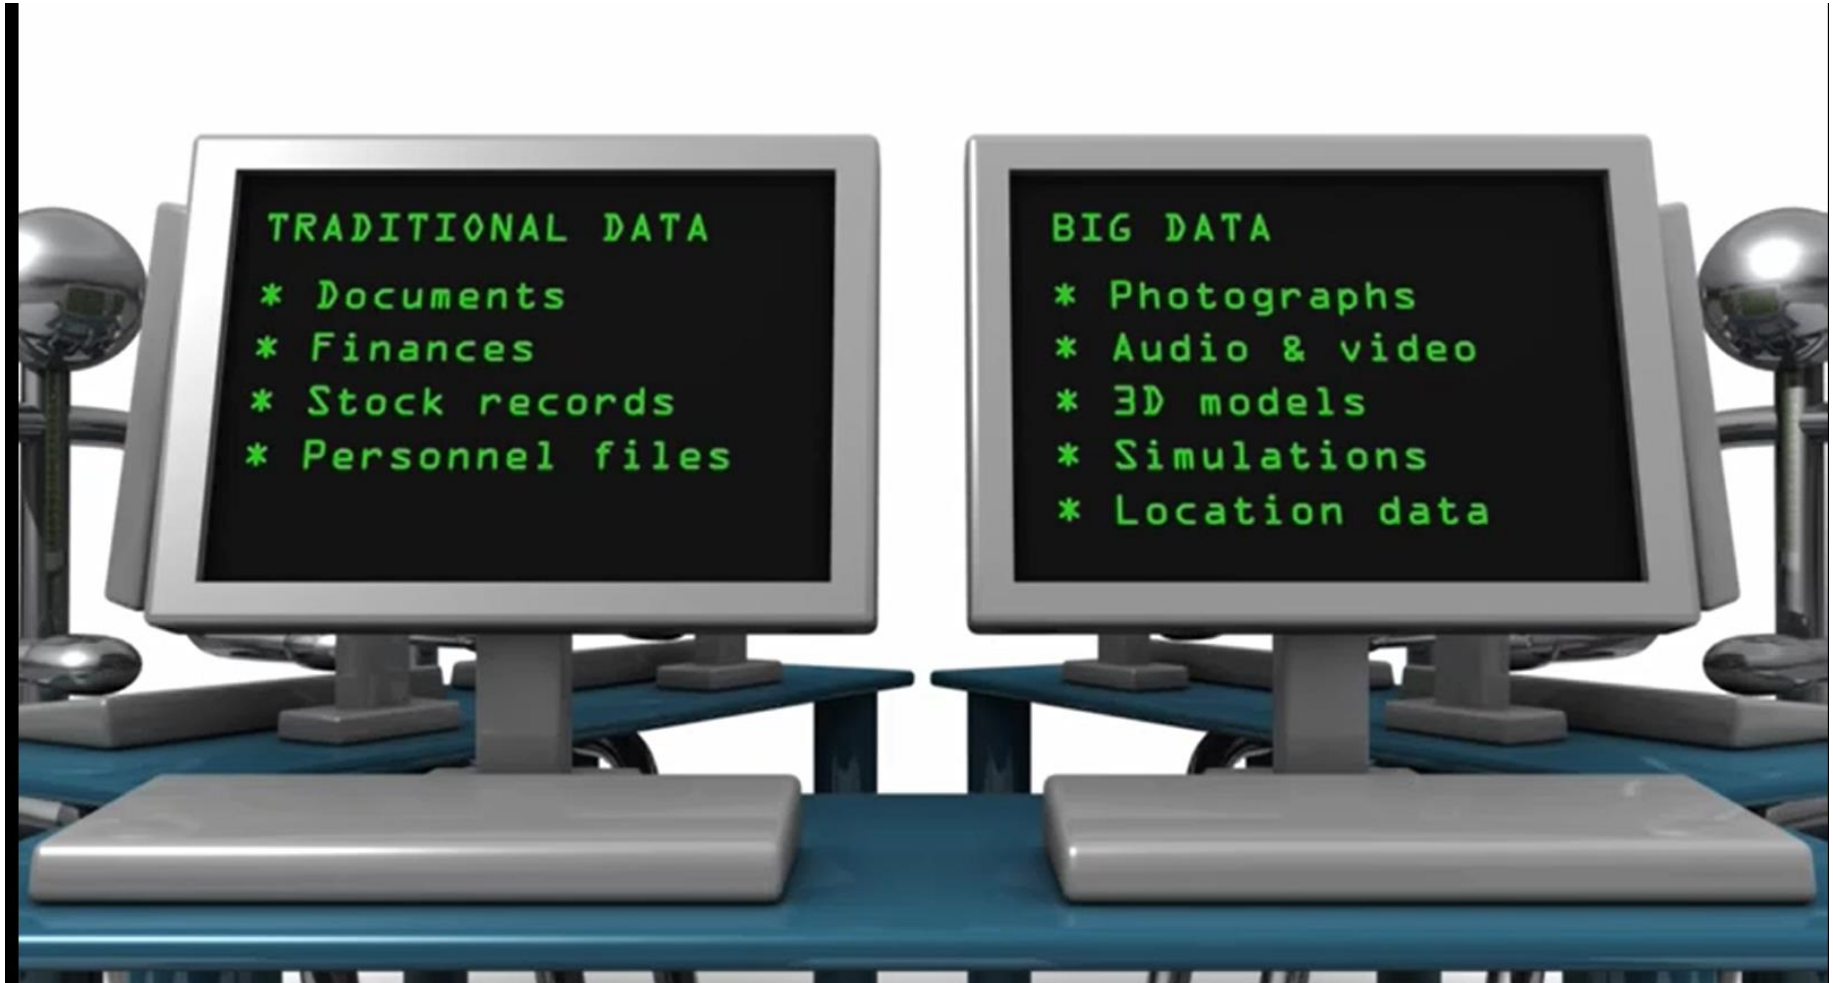 TRADITIONAL DATA
* Documents
* Finances
* Stock records
* Personnel files
BIG DATA
* Photographs
* Audio & video
* 3D models
* Simulations
* Location data